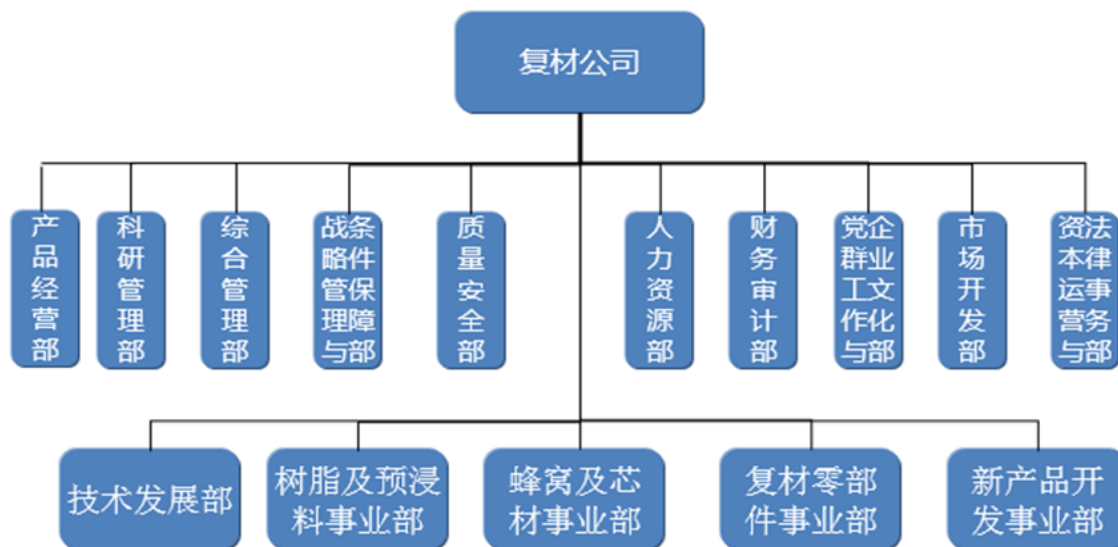 复材公司
产品经营部
科研管理部
综合管理部
战略管理与
条件保障部
质量安全部
人力资源部
财务审计部
党群工作与
企业文化部
市场开发部
资本运营与
法律事务部
技术发展部
树脂及预浸
料事业部
蜂窝及芯
材事业部
复材零部
件事业部
新产品开
发事业部